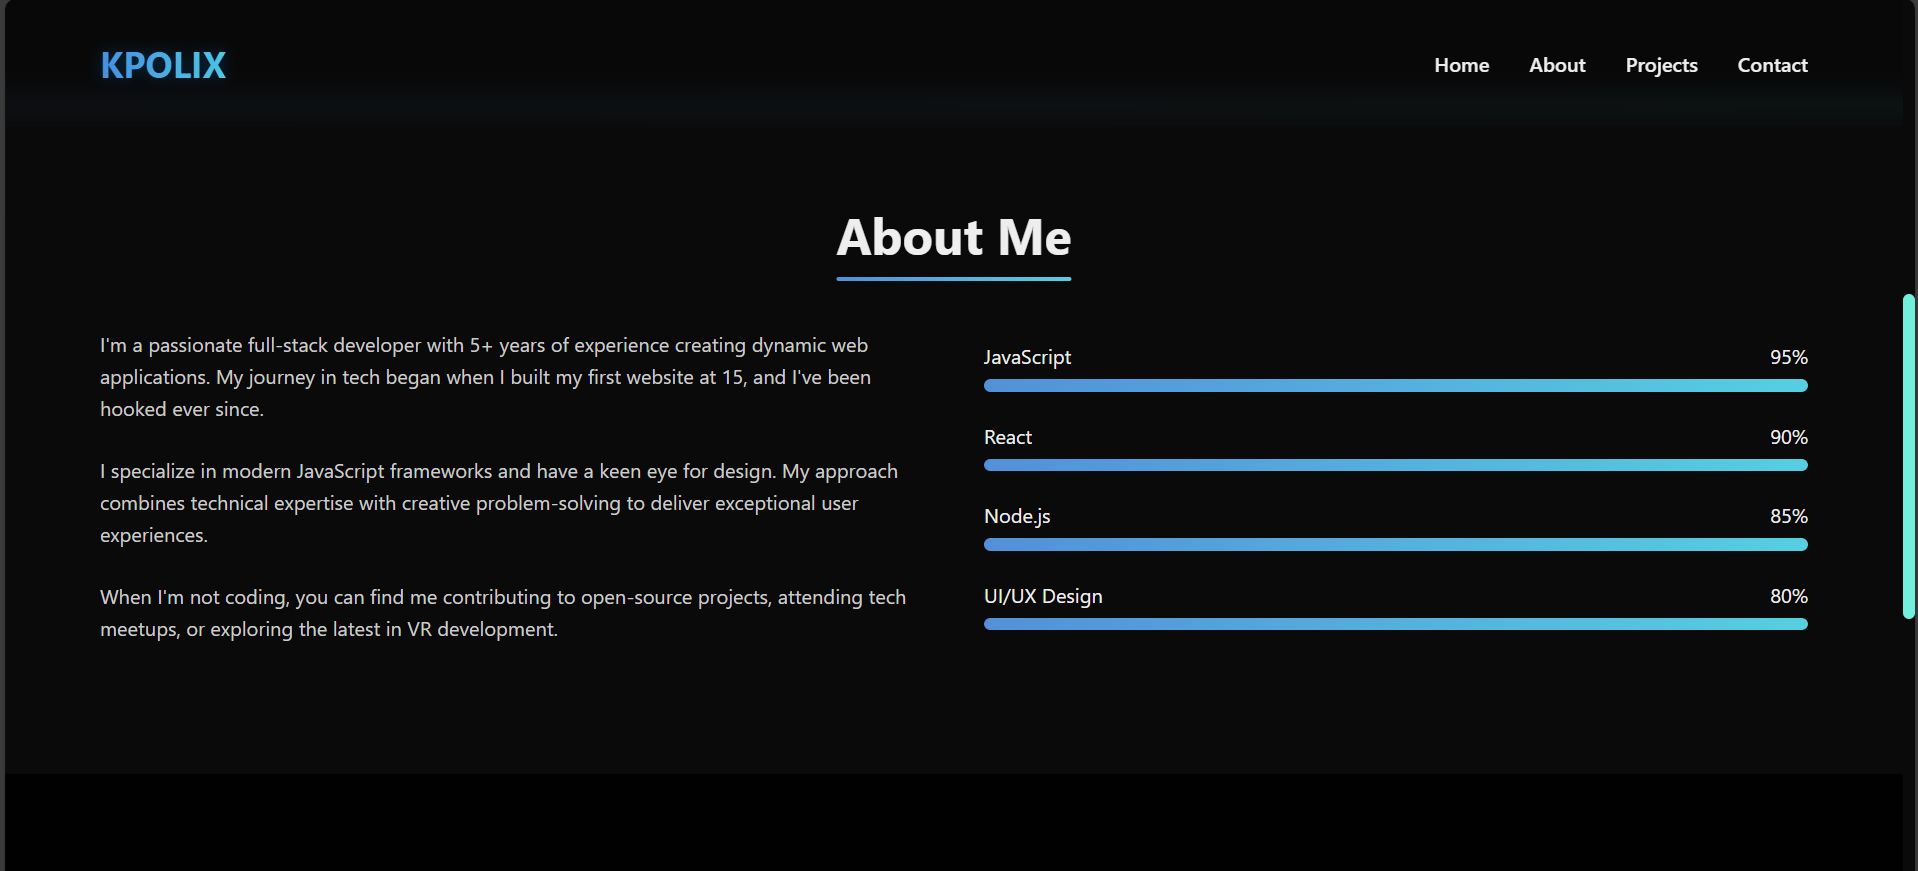 KPOLIX
Home About Projects Contact
About Me
I'm a passionate full-stack developer with 5+ years of experience creating dynamic web
applications. My journey in tech began when I built my first website at 15, and I've been
hooked ever since.
I specialize in modern JavaScript frameworks and have a keen eye for design. My approach
combines technical expertise with creative problem-solving to deliver exceptional user
experiences.
When I'm not coding, you can find me contributing to open-source projects, attending tech
meetups, or exploring the latest in VR development.
JavaScript 95%
React 90%
Node.js 85%
UI/UX Design 80%